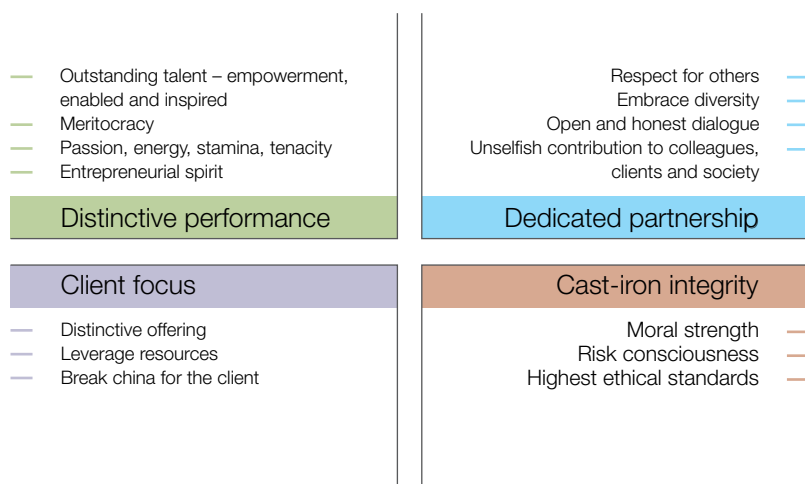 Outstanding talent – empowerment,
enabled and inspired
Meritocracy
Passion, energy, stamina, tenacity
Entrepreneurial spirit
Distinctive performance
Respect for others
Embrace diversity
Open and honest dialogue
Unselfish contribution to colleagues,
clients and society
Dedicated partnership
Client focus
Distinctive offering
Leverage resources
Break china for the client
Cast-iron integrity
Moral strength
Risk consciousness
Highest ethical standards